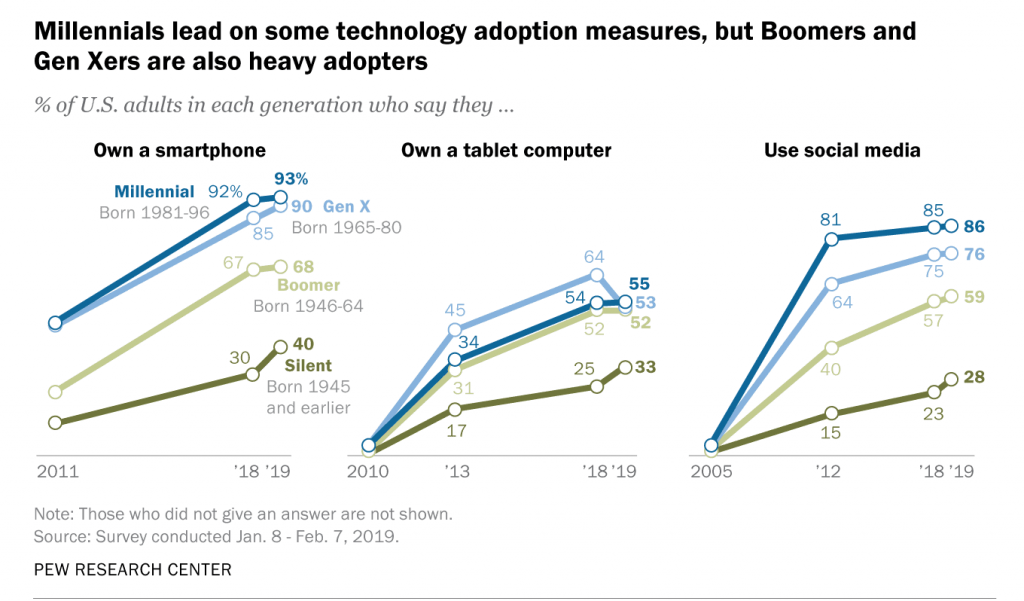 Millennials lead on some technology adoption measures, but Boomers and
Gen Xers are also heavy adopters
% of U.S. adults in each generation who say they ...
Own a smartphone
Millennial
Born 1981-96
92%
93%
90 Gen X
Born 1965-80
85
67
68
Boomer
Born 1946-64
30
40
Silent
Born 1945
and earlier
2011
’18 ’19
Own a tablet computer
64
45
54
55
53
52
52
34
31
25
33
17
2010
’13
’18 ’19
Use social media
81
85
86
76
75
64
59
57
40
28
23
15
2005
’12
’18 ’19
Note: Those who did not give an answer are not shown.
Source: Survey conducted Jan. 8 - Feb. 7, 2019.
PEW RESEARCH CENTER